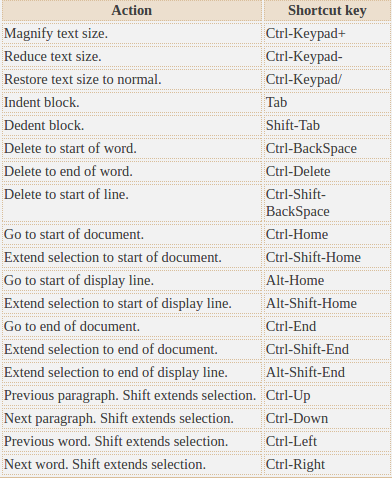 Action Shortcut key
Magnify text size. Ctrl-Keypad+
Reduce text size. Ctrl-Keypad-
Restore text size to normal. Ctrl-Keypad/
Indent block. Tab
Dedent block. Shift-Tab
Delete to start of word. Ctrl-BackSpace
Delete to end of word. Ctrl-Delete
Delete to start of line. Ctrl-Shift-
BackSpace
Go to start of document. Ctrl-Home
Extend selection to start of document. Ctrl-Shift-Home
Go to start of display line. Alt-Home
Extend selection to start of display line. Alt-Shift-Home
Go to end of document. Ctrl-End
Extend selection to end of document. Ctrl-Shift-End
Extend selection to end of display line. Alt-Shift-End
Previous paragraph. Shift extends selection. Ctrl-Up
Next paragraph. Shift extends selection. Ctrl-Down
Previous word. Shift extends selection. Ctrl-Left
Next word. Shift extends selection. Ctrl-Right